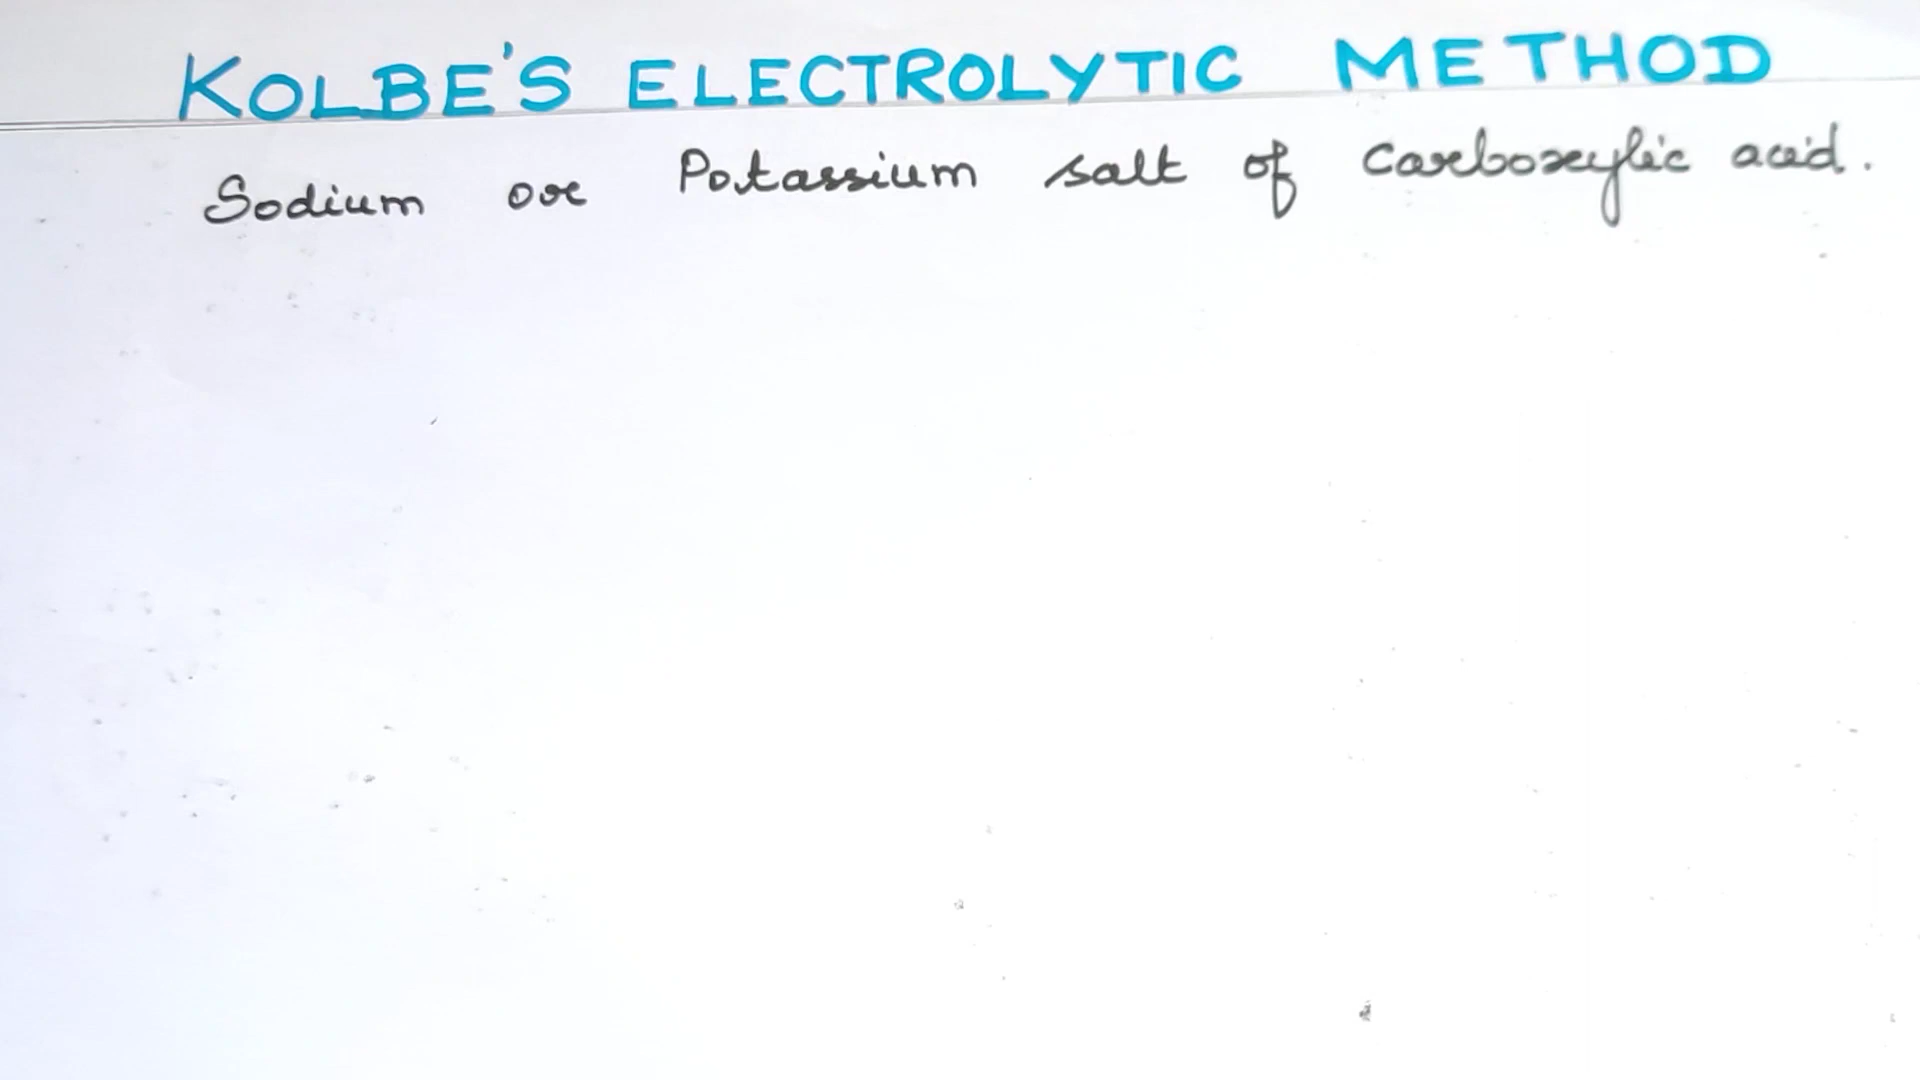 KOLBE'S ELECTROLYTIC METHOD
Sodium or Potassium salt of carboxylic acid.